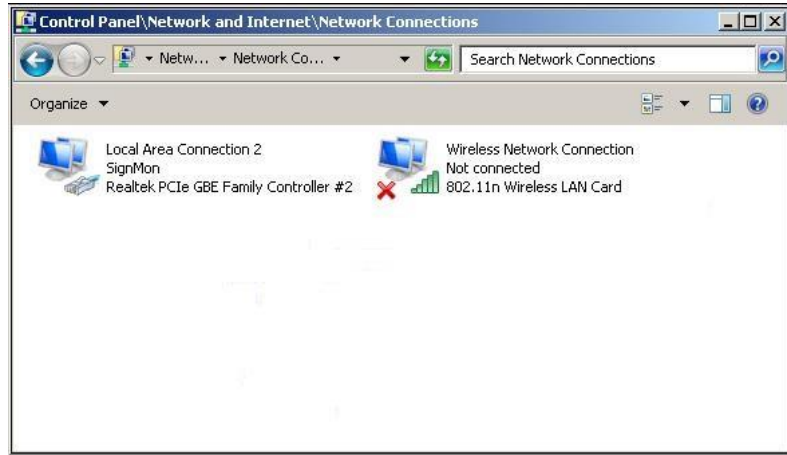 Control Panel\Network and Internet\Network Connections
Netw... Network Co...
Search Network Connections
Organize
Local Area Connection 2
SignMon
Realtek PCIe GBE Family Controller #2
Wireless Network Connection
Not connected
802.11n Wireless LAN Card